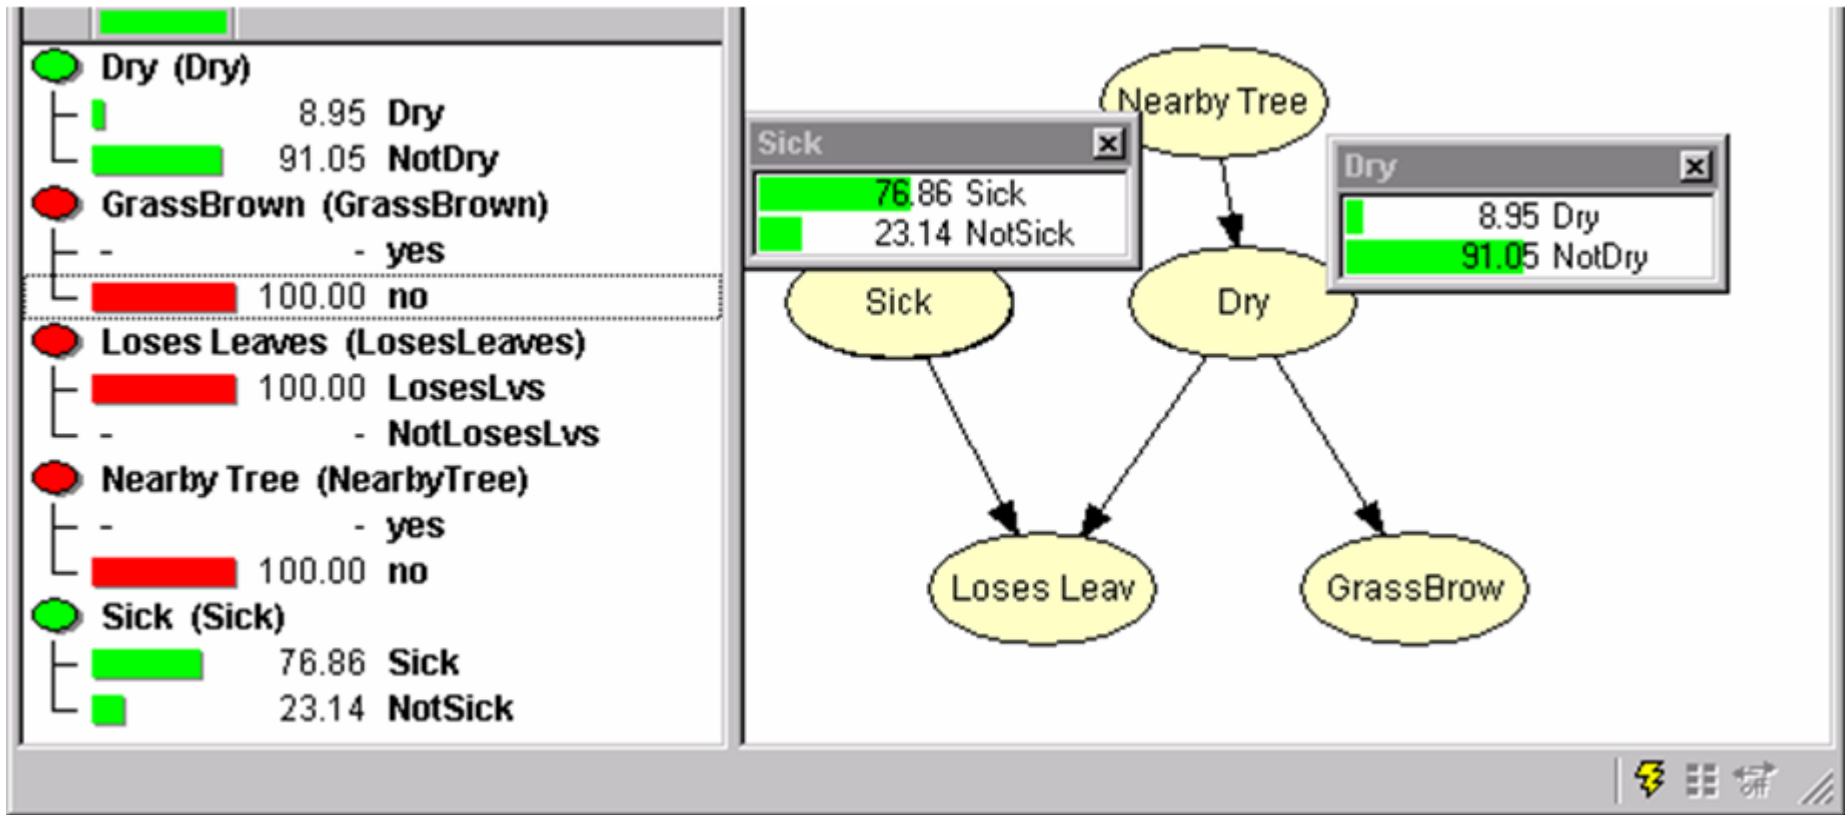 Dry (Dry)
8.95 Dry
91.05 NotDry
GrassBrown (GrassBrown)
- - yes
100.00 no
Loses Leaves (LosesLeaves)
100.00 LosesLvs
- - NotLosesLvs
Nearby Tree (NearbyTree)
- - yes
100.00 no
Sick (Sick)
76.86 Sick
23.14 NotSick
Nearby Tree
Sick
76.86 Sick
23.14 NotSick
Dry
8.95 Dry
91.05 NotDry
Sick
Dry
Loses Leav
GrassBrow
off